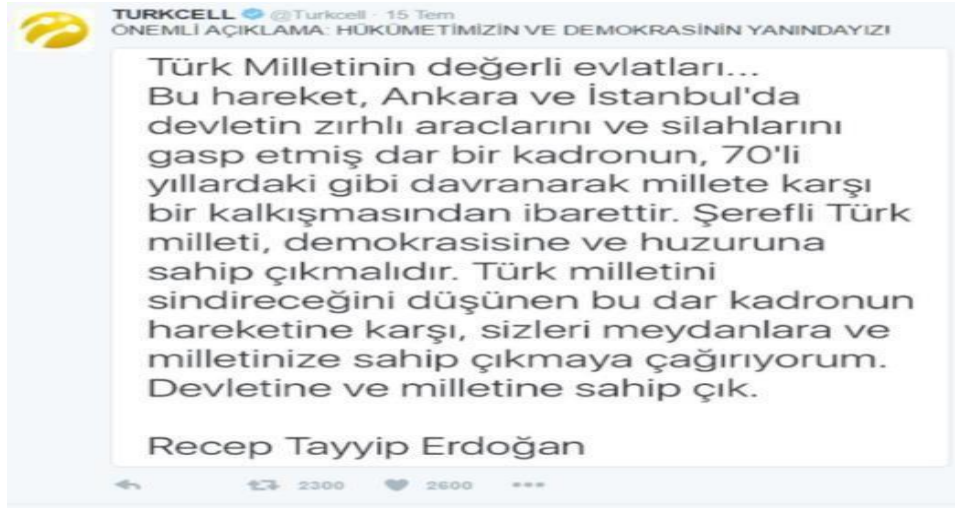 TURKCELL @Turkcell · 15 Tem
ÖNEMLİ AÇIKLAMA: HÜKÜMETİMİZİN VE DEMOKRASİNİN YANINDAYIZ!
Türk Milletinin değerli evlatları...
Bu hareket, Ankara ve İstanbul'da
devletin zırhlı araclarını ve silahlarını
gasp etmiş dar bir kadronun, 70'li
yıllardaki gibi davranarak millete karşı
bir kalkışmasından ibarettir. Şerefli Türk
milleti, demokrasisine ve huzuruna
sahip çıkmalıdır. Türk milletini
sindireceğini düşünen bu dar kadronun
hareketine karşı, sizleri meydanlara ve
milletinize sahip çıkmaya çağırıyorum.
Devletine ve milletine sahip çık.
Recep Tayyip Erdoğan
2300 2600